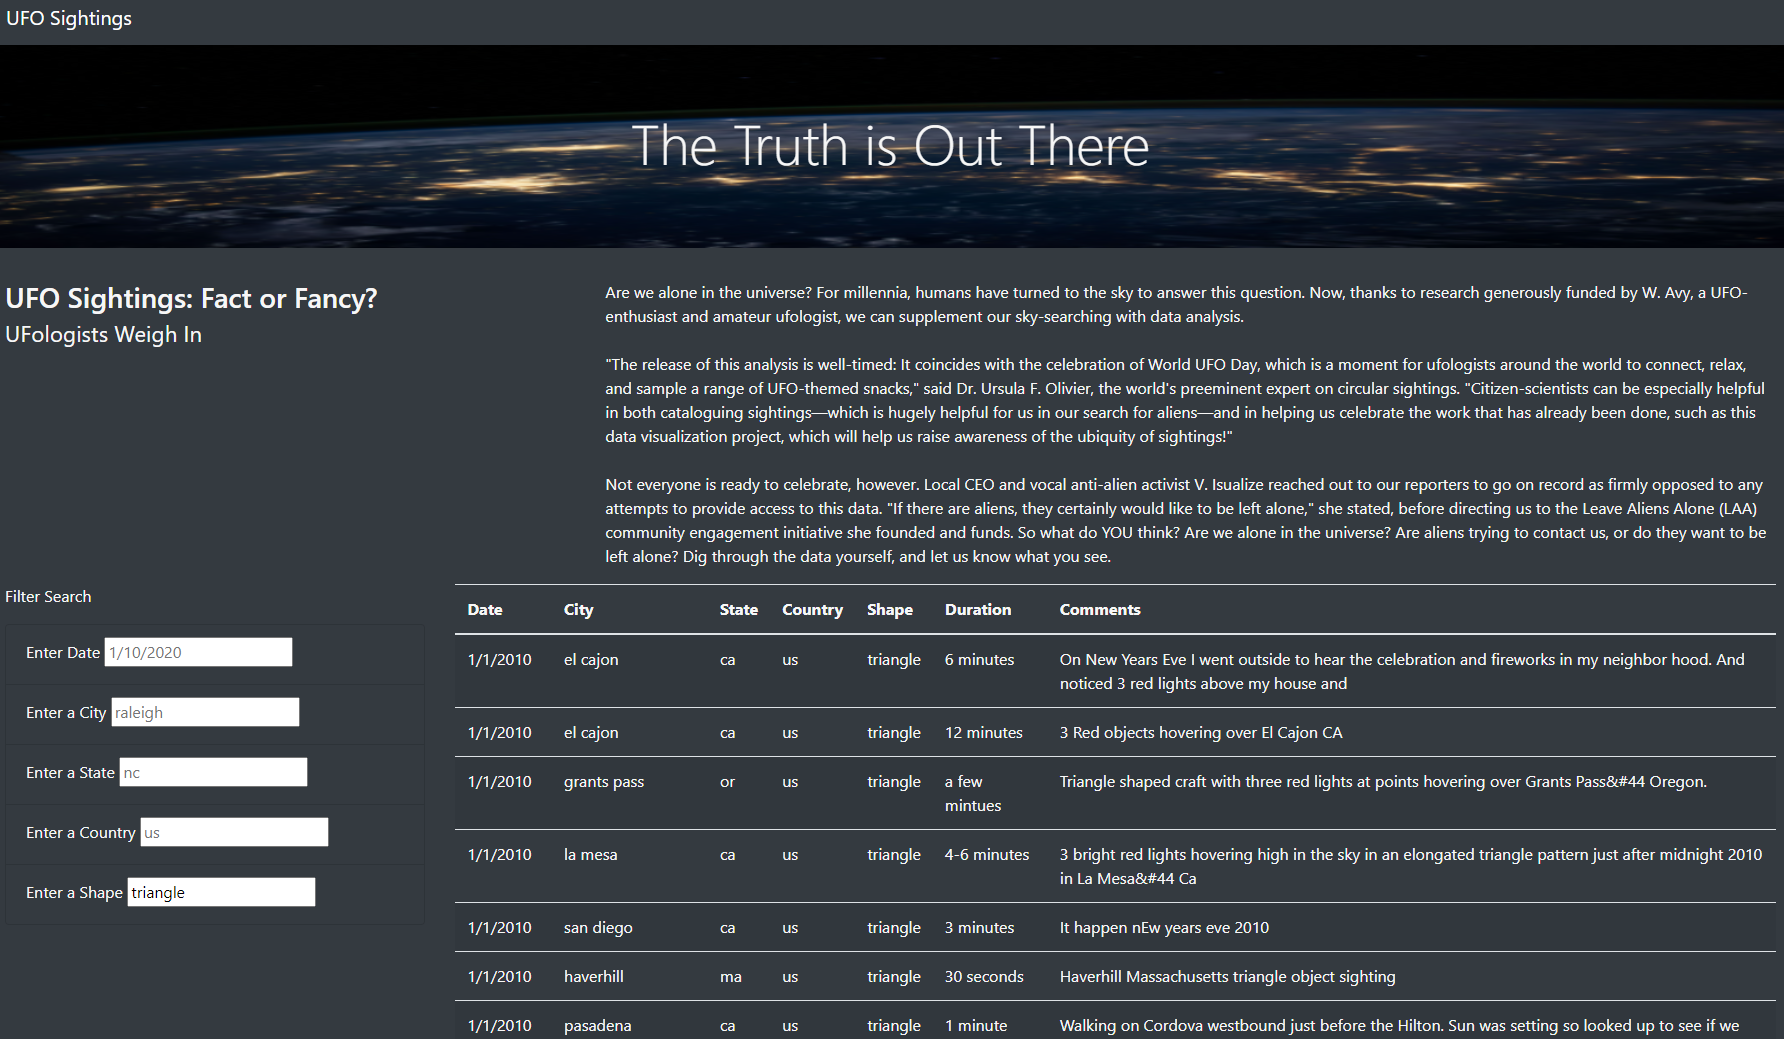 UFO Sightings
The Truth is Out There
UFO Sightings: Fact or Fancy?
UFologists Weigh In
Are we alone in the universe? For millennia, humans have turned to the sky to answer this question. Now, thanks to research generously funded by W. Avy, a UFO-
enthusiast and amateur ufologist, we can supplement our sky-searching with data analysis.
"The release of this analysis is well-timed: It coincides with the celebration of World UFO Day, which is a moment for ufologists around the world to connect, relax,
and sample a range of UFO-themed snacks," said Dr. Ursula F. Olivier, the world's preeminent expert on circular sightings. "Citizen-scientists can be especially helpful
in both cataloguing sightings—which is hugely helpful for us in our search for aliens—and in helping us celebrate the work that has already been done, such as this
data visualization project, which will help us raise awareness of the ubiquity of sightings!"
Not everyone is ready to celebrate, however. Local CEO and vocal anti-alien activist V. Isualize reached out to our reporters to go on record as firmly opposed to any
attempts to provide access to this data. "If there are aliens, they certainly would like to be left alone," she stated, before directing us to the Leave Aliens Alone (LAA)
community engagement initiative she founded and funds. So what do YOU think? Are we alone in the universe? Are aliens trying to contact us, or do they want to be
left alone? Dig through the data yourself, and let us know what you see.
Filter Search
Enter Date 1/10/2020
Enter a City raleigh
Enter a State nc
Enter a Country us
Enter a Shape triangle
Date City State Country Shape Duration Comments
1/1/2010 el cajon ca us triangle 6 minutes On New Years Eve I went outside to hear the celebration and fireworks in my neighbor hood. And
noticed 3 red lights above my house and
1/1/2010 el cajon ca us triangle 12 minutes 3 Red objects hovering over El Cajon CA
1/1/2010 grants pass or us triangle a few Triangle shaped craft with three red lights at points hovering over Grants Pass&#44 Oregon.
mintues
1/1/2010 la mesa ca us triangle 4-6 minutes 3 bright red lights hovering high in the sky in an elongated triangle pattern just after midnight 2010
in La Mesa&#44 Ca
1/1/2010 san diego ca us triangle 3 minutes It happen nEw years eve 2010
1/1/2010 haverhill ma us triangle 30 seconds Haverhill Massachusetts triangle object sighting
1/1/2010 pasadena ca us triangle 1 minute Walking on Cordova westbound just before the Hilton. Sun was setting so looked up to see if we